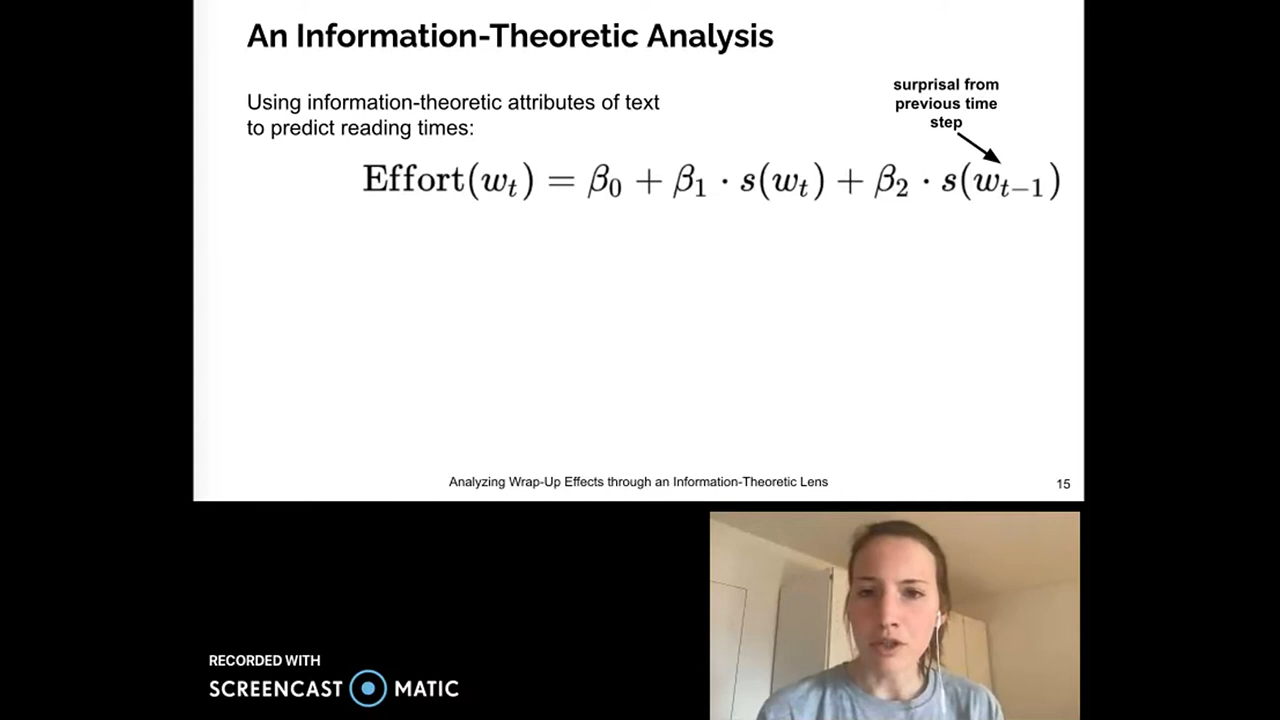 An Information-Theoretic Analysis
Using information-theoretic attributes of text
to predict reading times:
surprisal from
previous time
step
Effort(wₜ) = β₀ + β₁ · s(wₜ) + β₂ · s(wₜ₋₁)
Analyzing Wrap-Up Effects through an Information-Theoretic Lens
15
RECORDED WITH
SCREENCAST MATIC